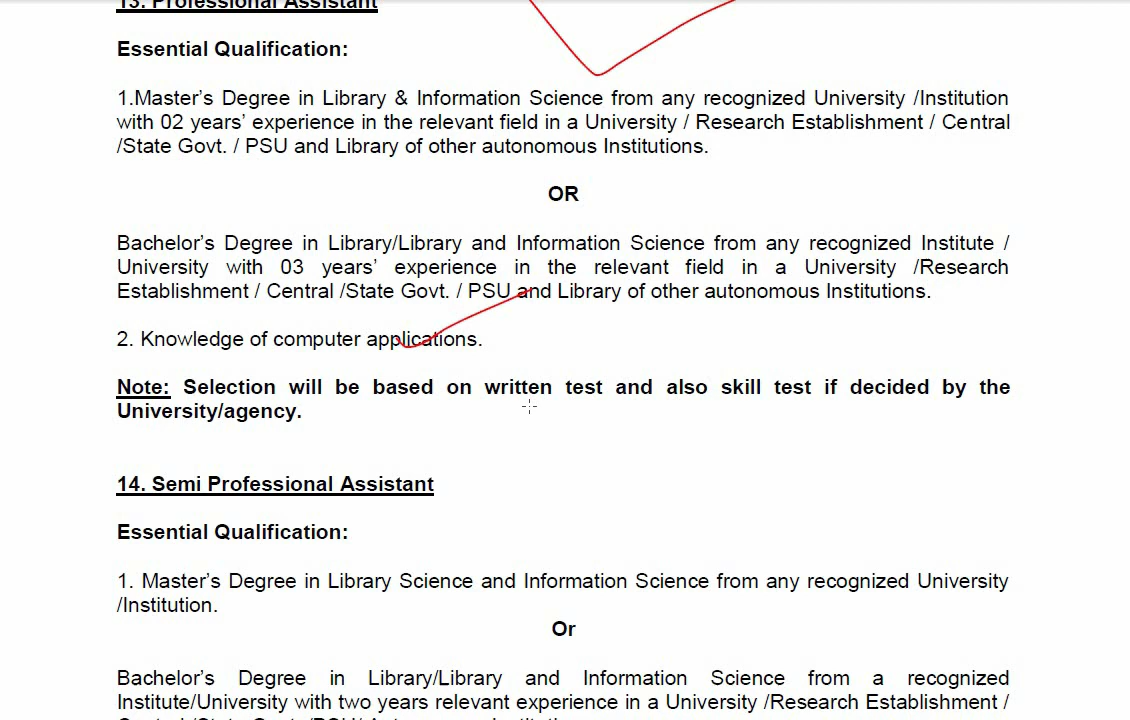 13. Professional Assistant
Essential Qualification:
1.Master’s Degree in Library & Information Science from any recognized University /Institution
with 02 years’ experience in the relevant field in a University / Research Establishment / Central
/State Govt. / PSU and Library of other autonomous Institutions.
OR
Bachelor’s Degree in Library/Library and Information Science from any recognized Institute /
University with 03 years’ experience in the relevant field in a University /Research
Establishment / Central /State Govt. / PSU and Library of other autonomous Institutions.
2. Knowledge of computer applications.
Note: Selection will be based on written test and also skill test if decided by the
University/agency.
14. Semi Professional Assistant
Essential Qualification:
1. Master’s Degree in Library Science and Information Science from any recognized University
/Institution.
Or
Bachelor’s Degree in Library/Library and Information Science from a recognized
Institute/University with two years relevant experience in a University /Research Establishment /